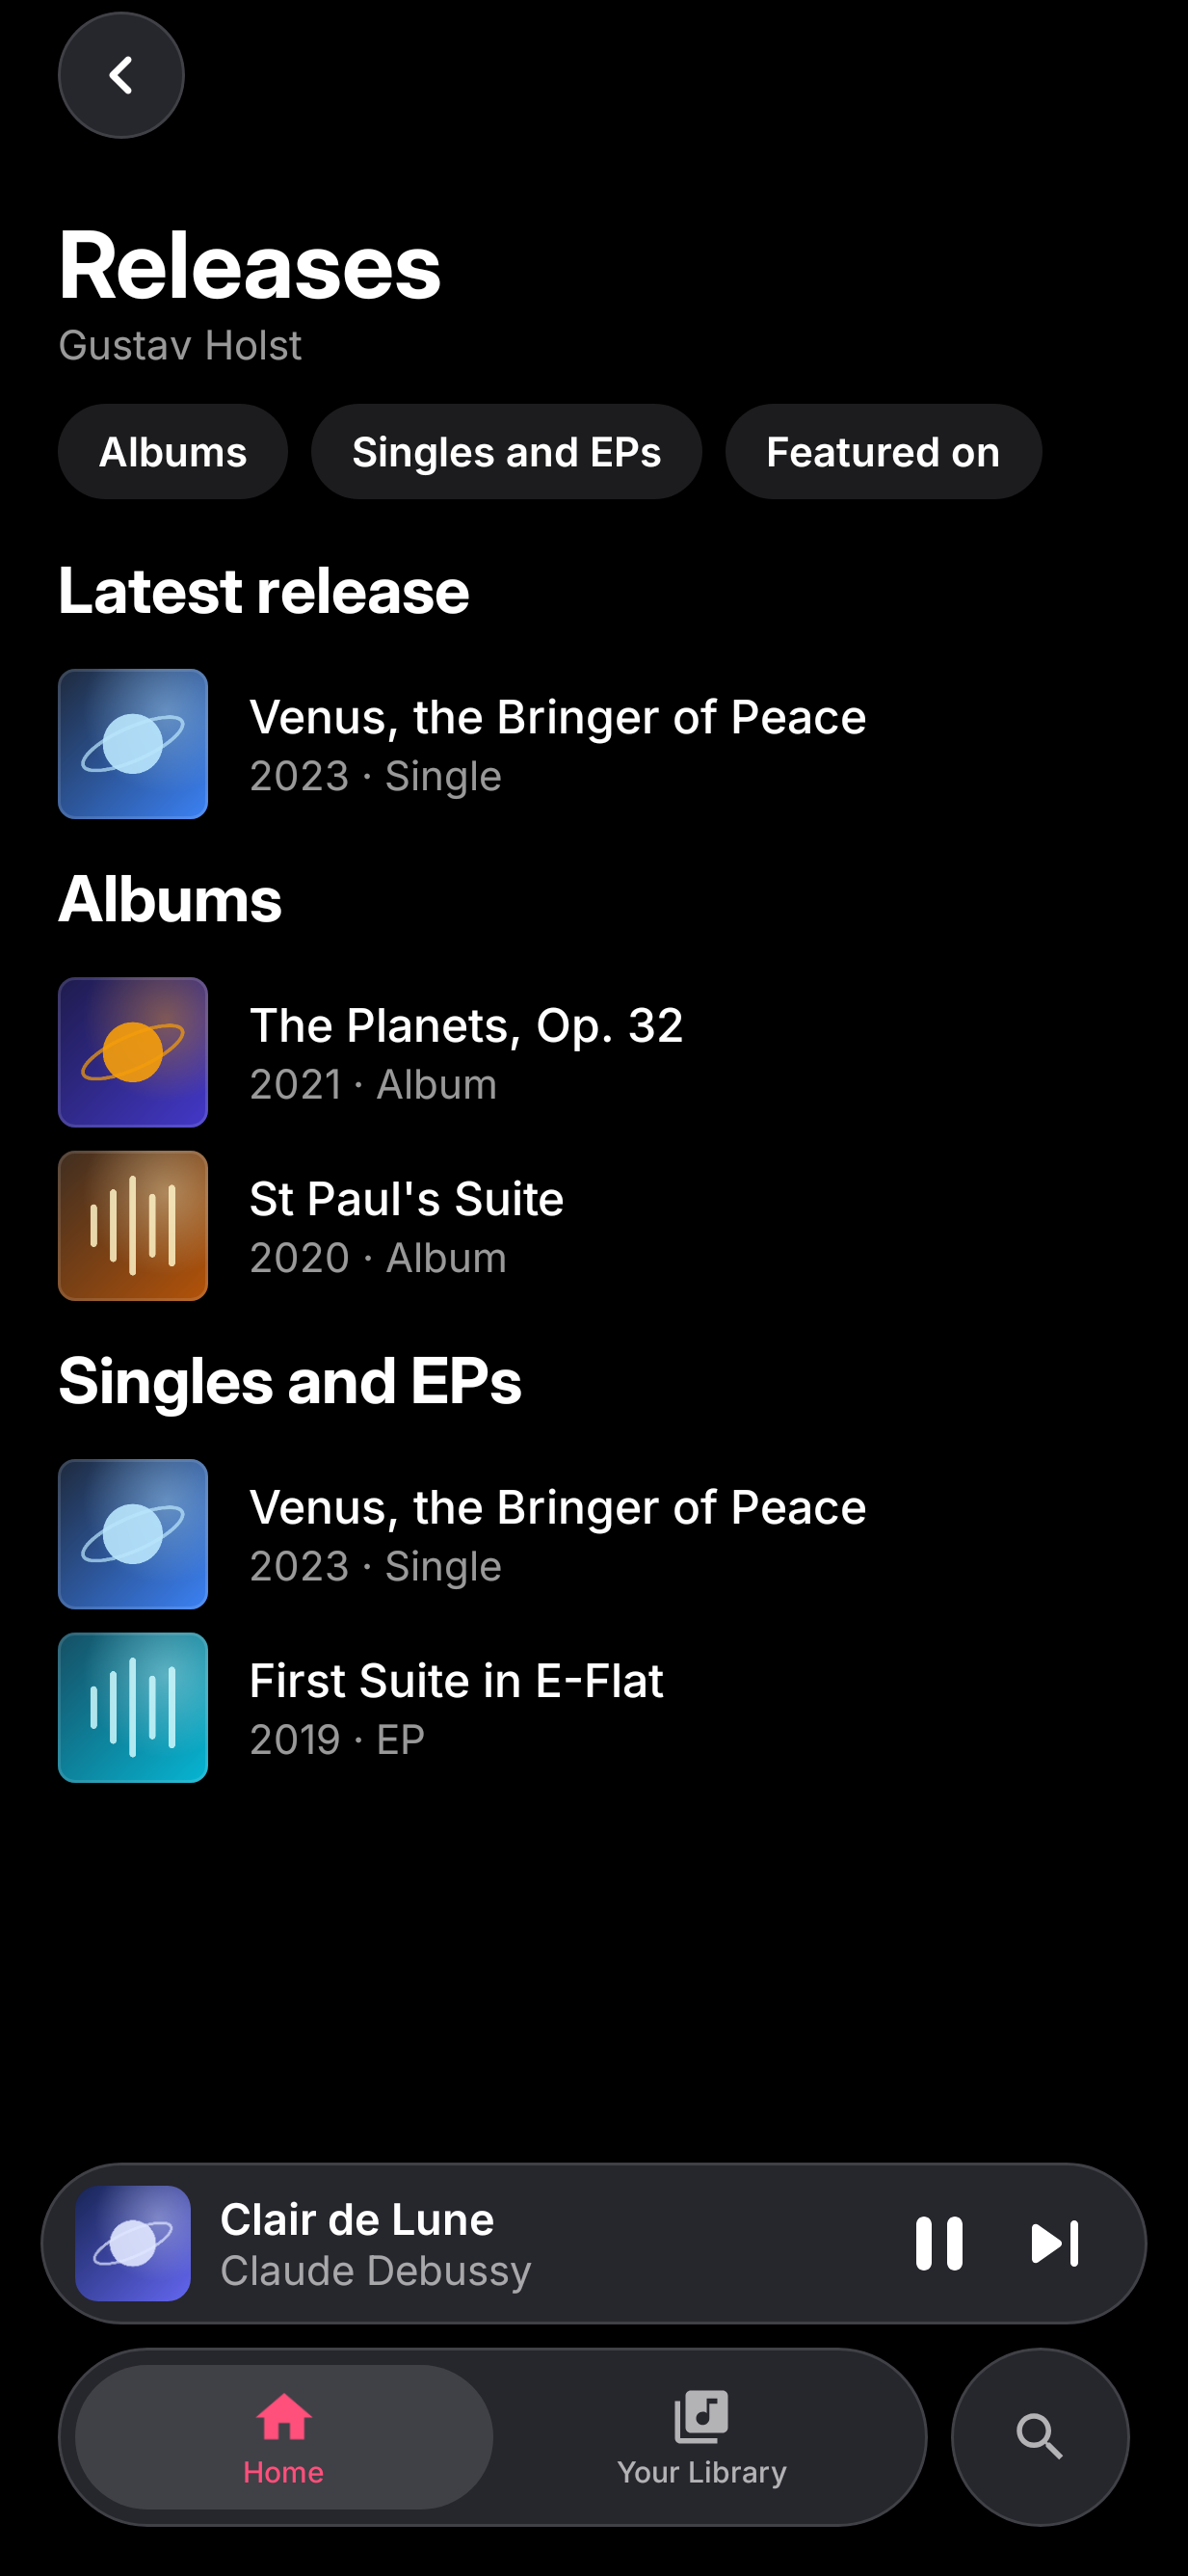 Releases
Gustav Holst
Albums
Singles and EPs
Featured on
Latest release
Venus, the Bringer of Peace
2023 · Single
Albums
The Planets, Op. 32
2021 · Album
St Paul's Suite
2020 · Album
Singles and EPs
Venus, the Bringer of Peace
2023 · Single
First Suite in E-Flat
2019 · EP
Clair de Lune
Claude Debussy
Home
Your Library